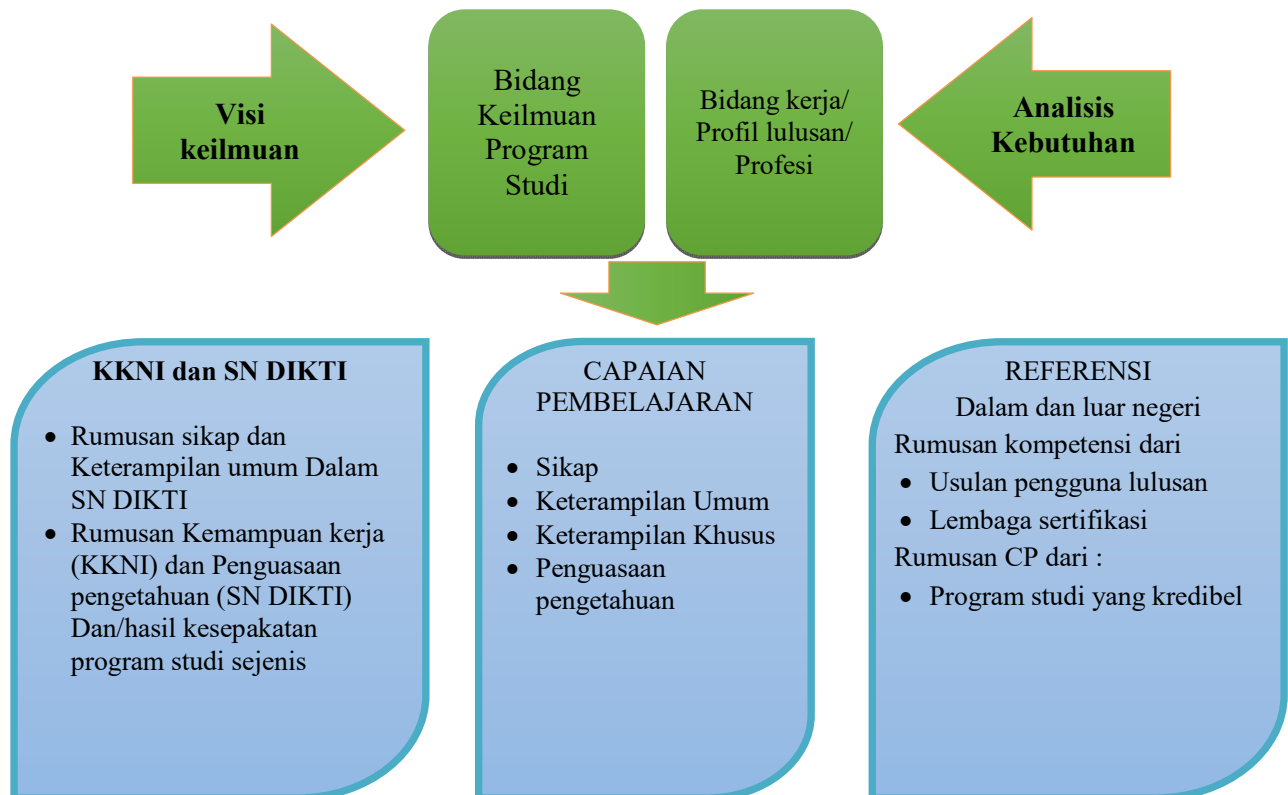 Visi
keilmuan
Bidang
Keilmuan
Program
Studi
Bidang kerja/
Profil lulusan/
Profesi
Analisis
Kebutuhan
KKNI dan SN DIKTI
• Rumusan sikap dan
Keterampilan umum Dalam
SN DIKTI
• Rumusan Kemampuan kerja
(KKNI) dan Penguasaan
pengetahuan (SN DIKTI)
Dan/hasil kesepakatan
program studi sejenis
CAPAIAN
PEMBELAJARAN
• Sikap
• Keterampilan Umum
• Keterampilan Khusus
• Penguasaan
pengetahuan
REFERENSI
Dalam dan luar negeri
Rumusan kompetensi dari
• Usulan pengguna lulusan
• Lembaga sertifikasi
Rumusan CP dari :
• Program studi yang kredibel